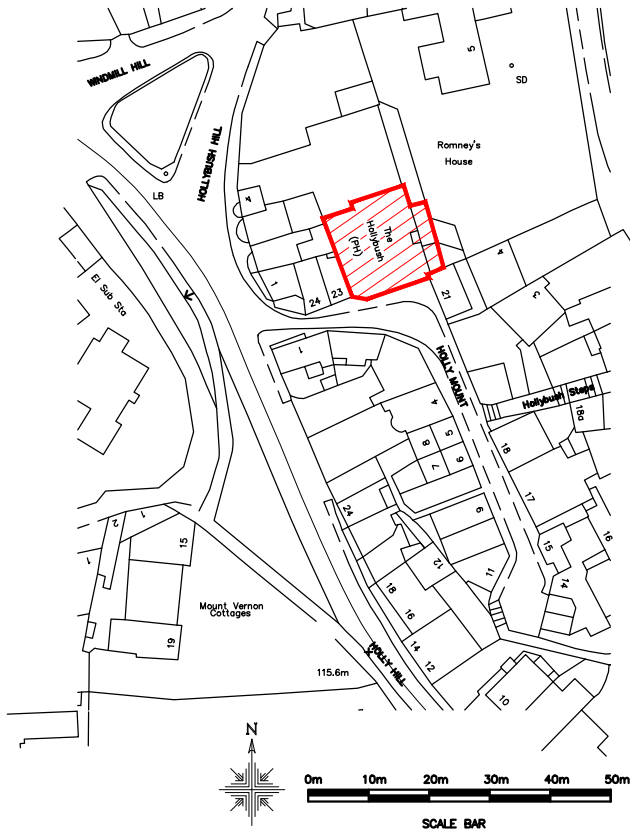 WINDMILL HILL
5
SD
HOLLYBUSH HILL
Romney's
House
LB
4
The
Hollybush
(PH)
El Sub Sta
1
24
23
21
4
3
1
HOLLY MOUNT
Hollybush Steps
18a
4
5
8
6
7
18
24
9
17
16
2
1
1
15
12
15
11
14
18
16
Mount Vernon
Cottages
19
14
12
HOLLY HILL
115.6m
10
N
0m 10m 20m 30m 40m 50m
SCALE BAR